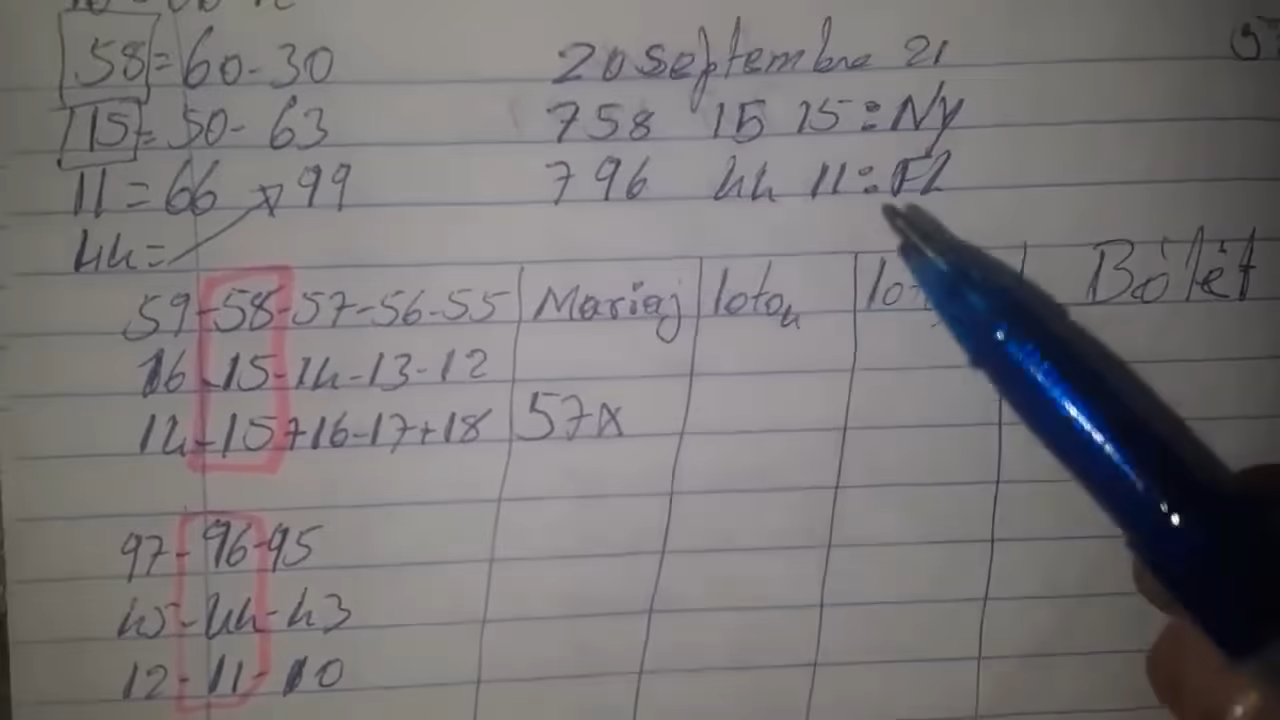 58=60-30
20 septembre 21
15=50-63
758 15 15:Ny
11=66 x 99
796 44 11:Fl
44=
59-58-57-56-55 Mariaj loto4 Bòlèt
16-15-14-13-12
14-15+16-17+18 57x
97-96-95
45-44-43
12-11-10